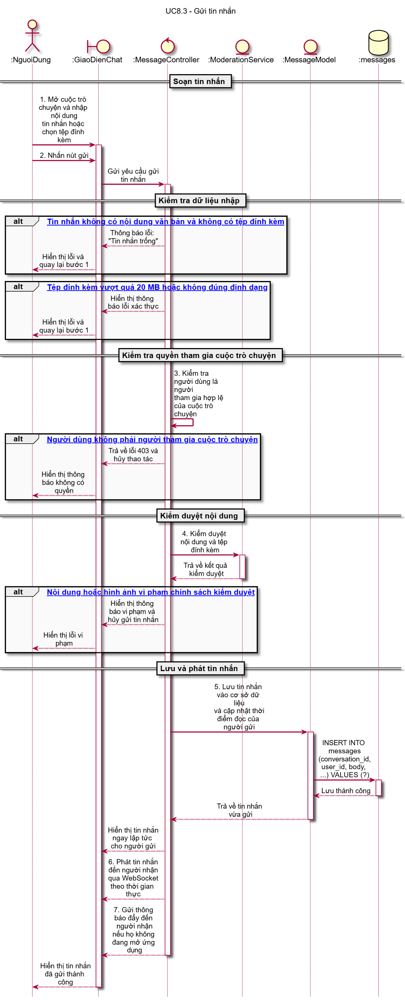 UC8.3 - Gửi tin nhắn
:NguoiDung
:GiaoDienChat
:MessageController
:ModerationService
:MessageModel
:messages
Soạn tin nhắn
1. Mở cuộc trò
chuyện và nhập
nội dung
tin nhắn hoặc
chọn tệp đính
kèm
2. Nhấn nút gửi
Gửi yêu cầu gửi
tin nhắn
Kiểm tra dữ liệu nhập
alt
Tin nhắn không có nội dung văn bản và không có tệp đính kèm
Thông báo lỗi:
"Tin nhắn trống"
Hiển thị lỗi và
quay lại bước 1
alt
Tệp đính kèm vượt quá 20 MB hoặc không đúng định dạng
Hiển thị thông
báo lỗi xác thực
Hiển thị lỗi và
quay lại bước 1
Kiểm tra quyền tham gia cuộc trò chuyện
3. Kiểm tra
người dùng là
người
tham gia hợp lệ
của cuộc trò
chuyện
alt
Người dùng không phải người tham gia cuộc trò chuyện
Trả về lỗi 403 và
hủy thao tác
Hiển thị thông
báo không có
quyền
Kiểm duyệt nội dung
4. Kiểm duyệt
nội dung và tệp
đính kèm
Trả về kết quả
kiểm duyệt
alt
Nội dung hoặc hình ảnh vi phạm chính sách kiểm duyệt
Hiển thị thông
báo vi phạm và
hủy gửi tin nhắn
Hiển thị lỗi vi
phạm
Lưu và phát tin nhắn
5. Lưu tin nhắn
vào cơ sở dữ
liệu
và cập nhật thời
điểm đọc của
người gửi
INSERT INTO
messages
(conversation_id,
user_id, body,
...) VALUES (?)
Lưu thành công
Trả về tin nhắn
vừa gửi
Hiển thị tin nhắn
ngay lập tức
cho người gửi
6. Phát tin nhắn
đến người nhận
qua WebSocket
theo thời gian
thực
7. Gửi thông
báo đẩy đến
người nhận
nếu họ không
đang mở ứng
dụng
Hiển thị tin nhắn
đã gửi thành
công